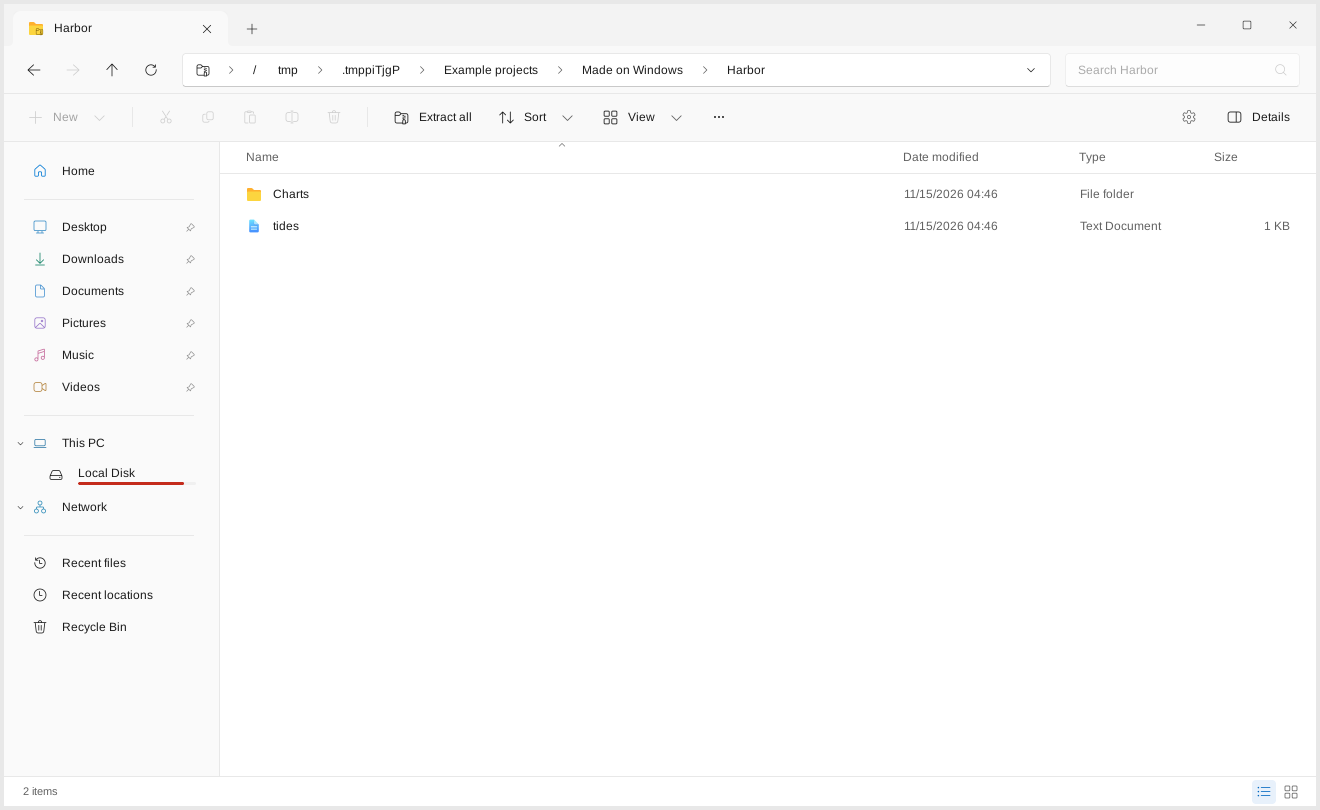 Harbor
/ tmp .tmppiTjgP Example projects Made on Windows Harbor
Search Harbor
New Extract all Sort View Details
Home
Desktop
Downloads
Documents
Pictures
Music
Videos
This PC
Local Disk
Network
Recent files
Recent locations
Recycle Bin
Name Date modified Type Size
Charts 11/15/2026 04:46 File folder
tides 11/15/2026 04:46 Text Document 1 KB
2 items